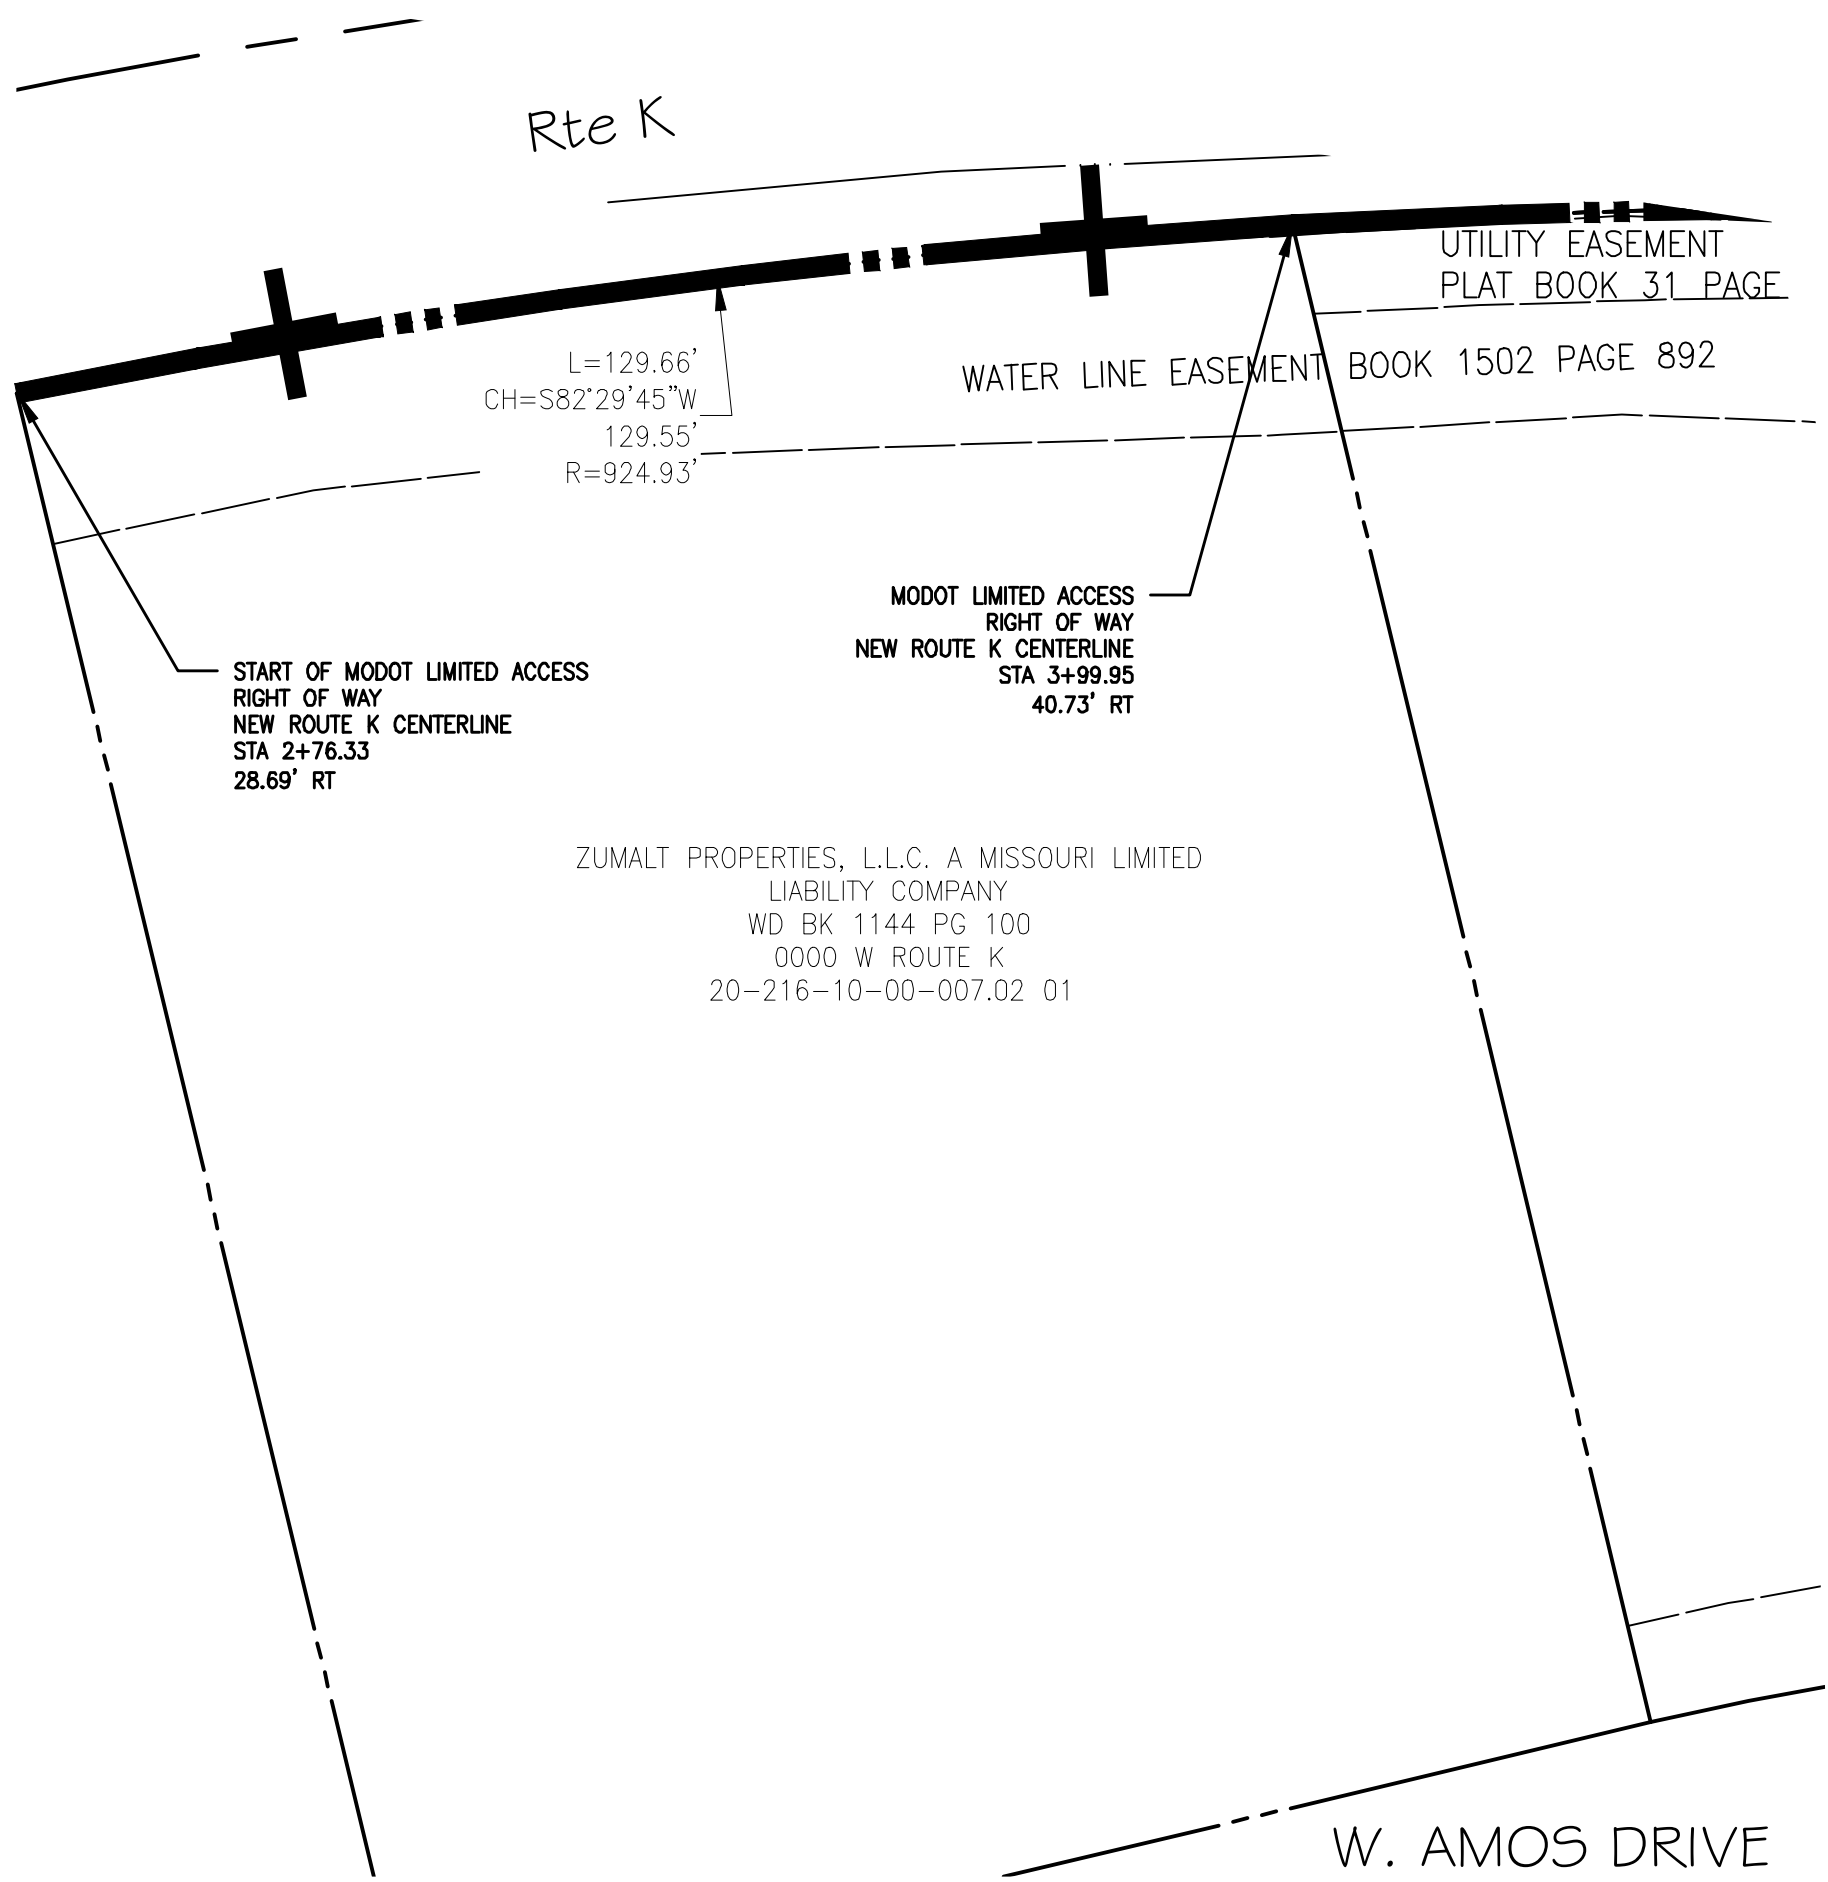 Rte K
UTILITY EASEMENT
PLAT BOOK 31 PAGE
WATER LINE EASEMENT BOOK 1502 PAGE 892
L=129.66'
CH=S82°29'45"W
129.55'
R=924.93'
MODOT LIMITED ACCESS
RIGHT OF WAY
NEW ROUTE K CENTERLINE
STA 3+99.95
40.73' RT
START OF MODOT LIMITED ACCESS
RIGHT OF WAY
NEW ROUTE K CENTERLINE
STA 2+76.33
28.69' RT
ZUMALT PROPERTIES, L.L.C. A MISSOURI LIMITED
LIABILITY COMPANY
WD BK 1144 PG 100
0000 W ROUTE K
20-216-10-00-007.02 01
W. AMOS DRIVE